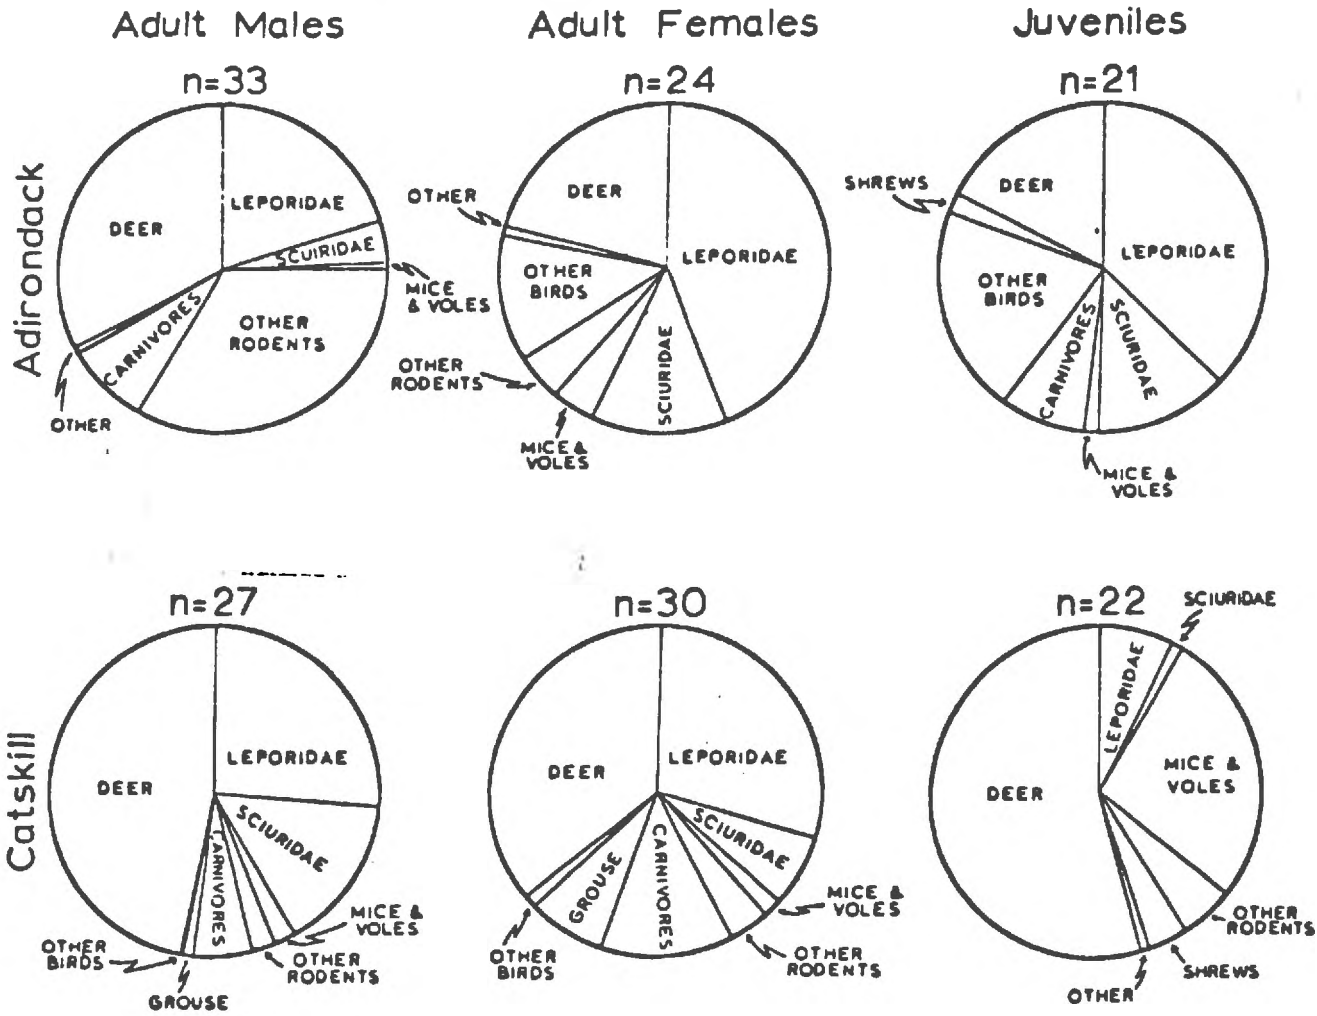 Adult Males
Adult Females
Juveniles
Adirondack
n=33
DEER
LEPORIDAE
SCUIRIDAE
MICE
& VOLES
OTHER
RODENTS
CARNIVORES
OTHER
n=24
OTHER
DEER
LEPORIDAE
OTHER
BIRDS
OTHER
RODENTS
MICE &
VOLES
SCIURIDAE
n=21
SHREWS
DEER
LEPORIDAE
OTHER
BIRDS
CARNIVORES
SCIURIDAE
MICE &
VOLES
Catskill
n=27
DEER
LEPORIDAE
SCIURIDAE
CARNIVORES
MICE &
VOLES
OTHER
RODENTS
OTHER
BIRDS
GROUSE
n=30
DEER
LEPORIDAE
SCIURIDAE
GROUSE
CARNIVORES
MICE &
VOLES
OTHER
RODENTS
OTHER
BIRDS
n=22
SCIURIDAE
LEPORIDAE
MICE &
VOLES
DEER
OTHER
RODENTS
SHREWS
OTHER